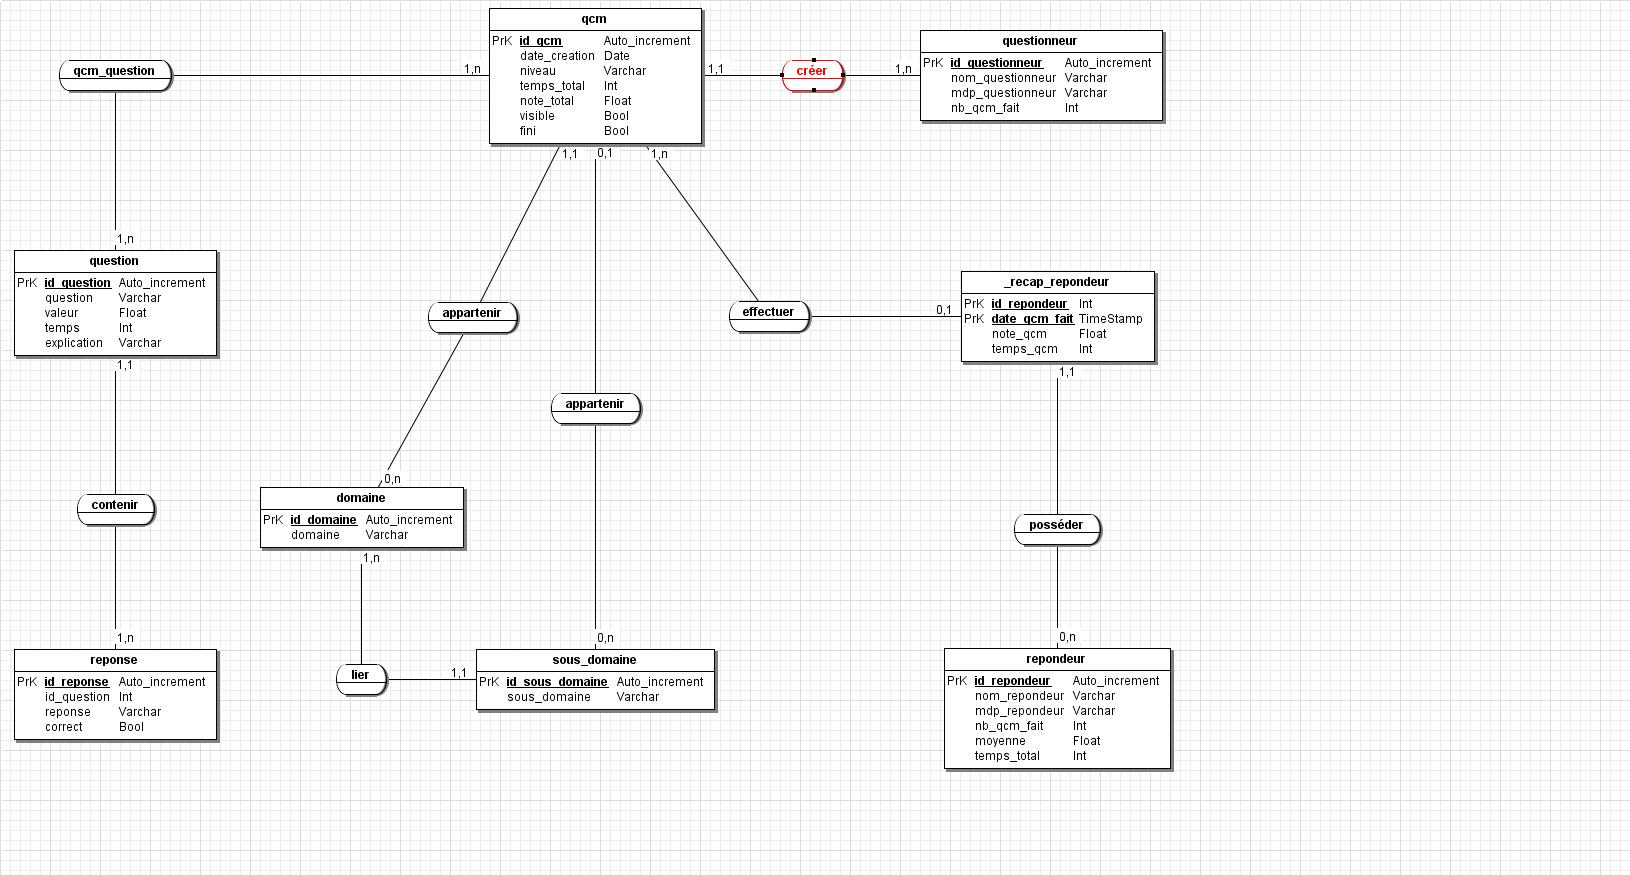 qcm
PrK id_qcm Auto_increment
date_creation Date
niveau Varchar
temps_total Int
note_total Float
visible Bool
fini Bool
questionneur
PrK id_questionneur Auto_increment
nom_questionneur Varchar
mdp_questionneur Varchar
nb_qcm_fait Int
qcm_question
1,n
1,1
créer
1,n
1,1
0,1
1,n
1,n
question
PrK id_question Auto_increment
question Varchar
valeur Float
temps Int
explication Varchar
1,1
appartenir
effectuer
0,1
_recap_repondeur
PrK id_repondeur Int
PrK date_qcm_fait TimeStamp
note_qcm Float
temps_qcm Int
1,1
appartenir
0,n
domaine
PrK id_domaine Auto_increment
domaine Varchar
1,n
contenir
posséder
1,n
0,n
0,n
reponse
PrK id_reponse Auto_increment
id_question Int
reponse Varchar
correct Bool
lier
1,1
sous_domaine
PrK id_sous_domaine Auto_increment
sous_domaine Varchar
repondeur
PrK id_repondeur Auto_increment
nom_repondeur Varchar
mdp_repondeur Varchar
nb_qcm_fait Int
moyenne Float
temps_total Int